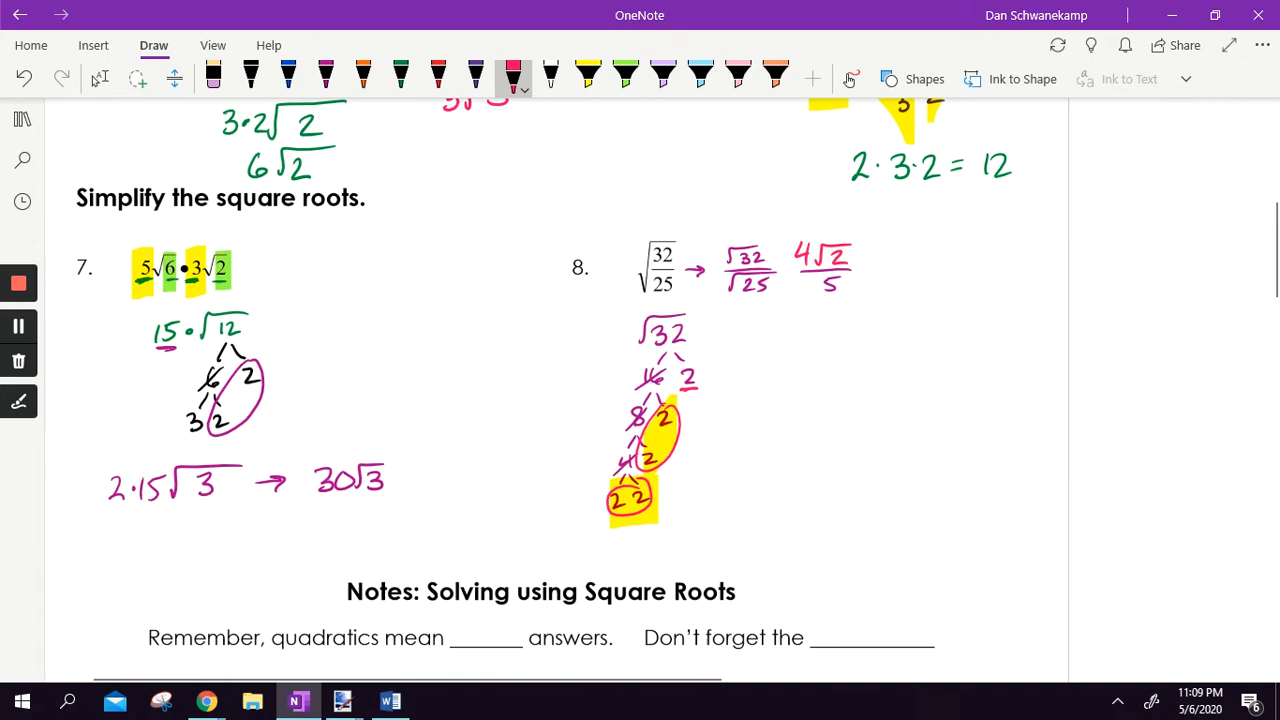 OneNote
Dan Schwanekamp
Home Insert Draw View Help
Share
Shapes Ink to Shape Ink to Text
3·2√2
6√2
2·3·2 = 12
Simplify the square roots.
7. 5√6 • 3√2
8. √(32/25) → √32/√25 4√2/5
15·√12
6 2
3 2
2·15√3 → 30√3
√32
16 2
8 2
4 2
2 2
Notes: Solving using Square Roots
Remember, quadratics mean _______ answers. Don't forget the ___________
11:09 PM
5/6/2020
6